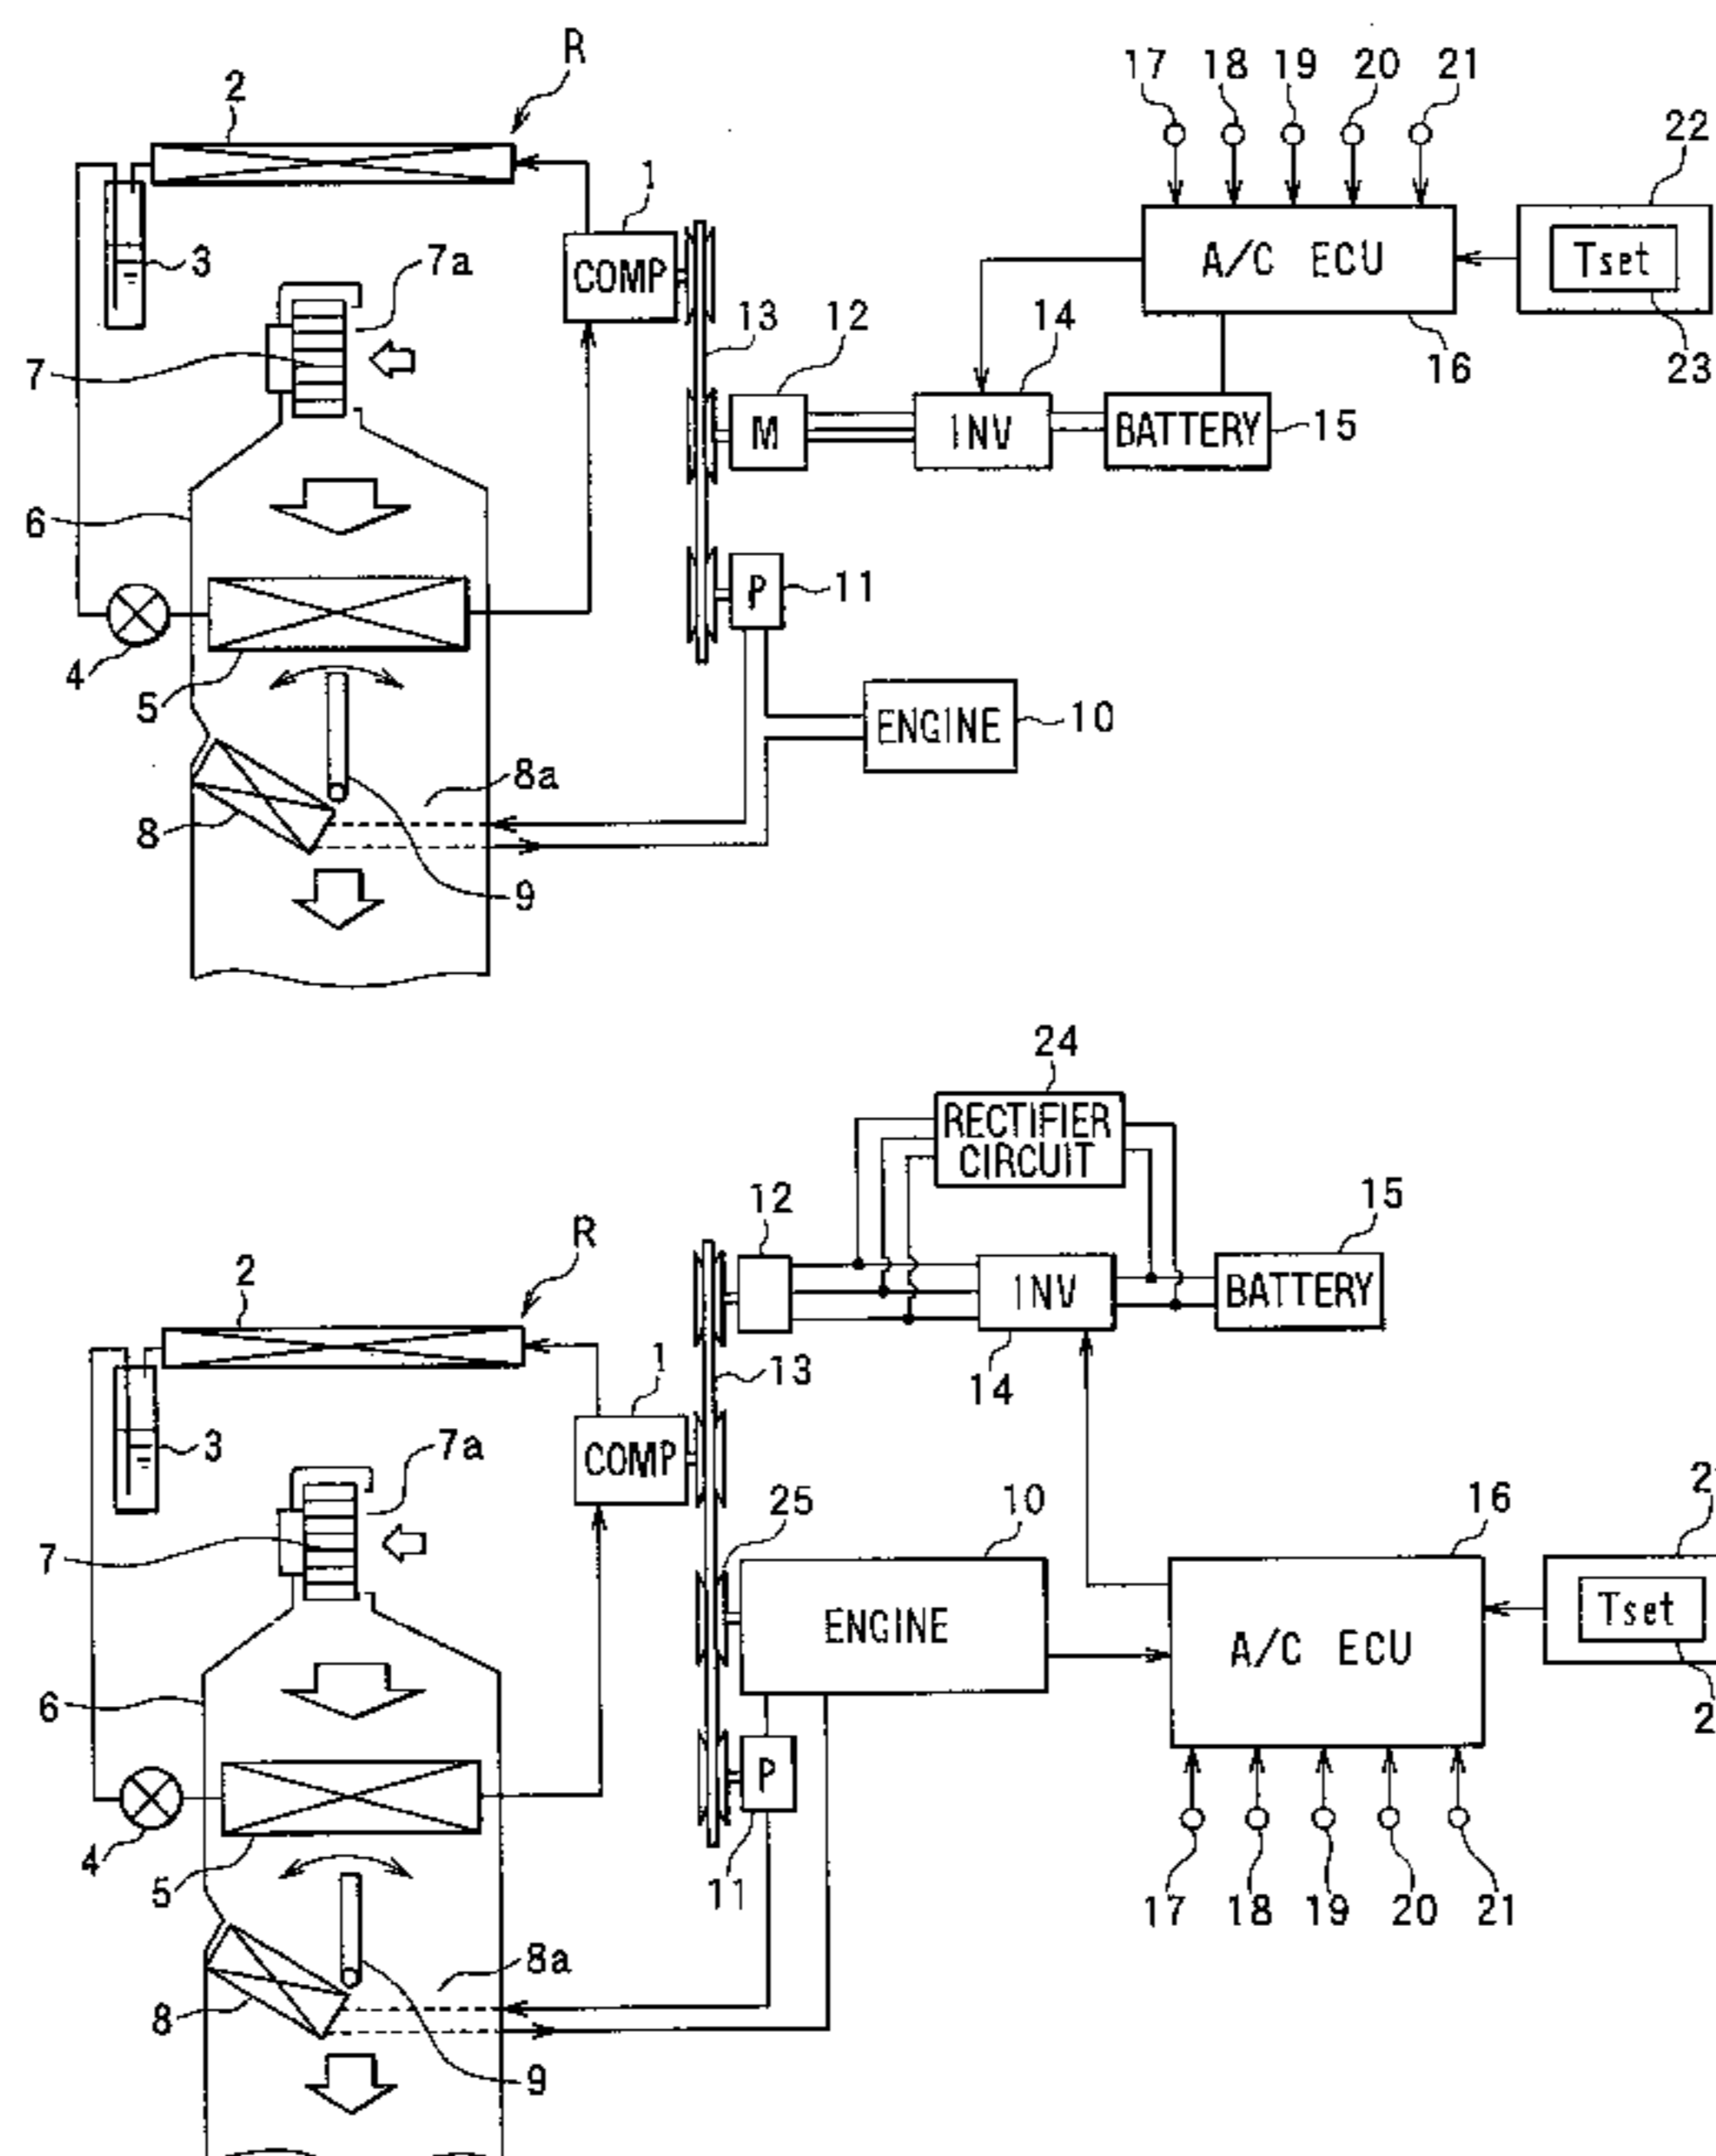 R
2
17 18 19 20 21
22
1
3
7a
COMP
A/C ECU
Tset
13
12
14
7
16
23
M
INV
BATTERY
15
6
P
11
4
5
ENGINE
10
8a
8
9
24
RECTIFIER
CIRCUIT
12
15
R
2
INV
BATTERY
1
13
14
3
7a
COMP
25
10
16
7
Tset
ENGINE
A/C ECU
6
P
4
5
11
17 18 19 20 21
8a
8
9